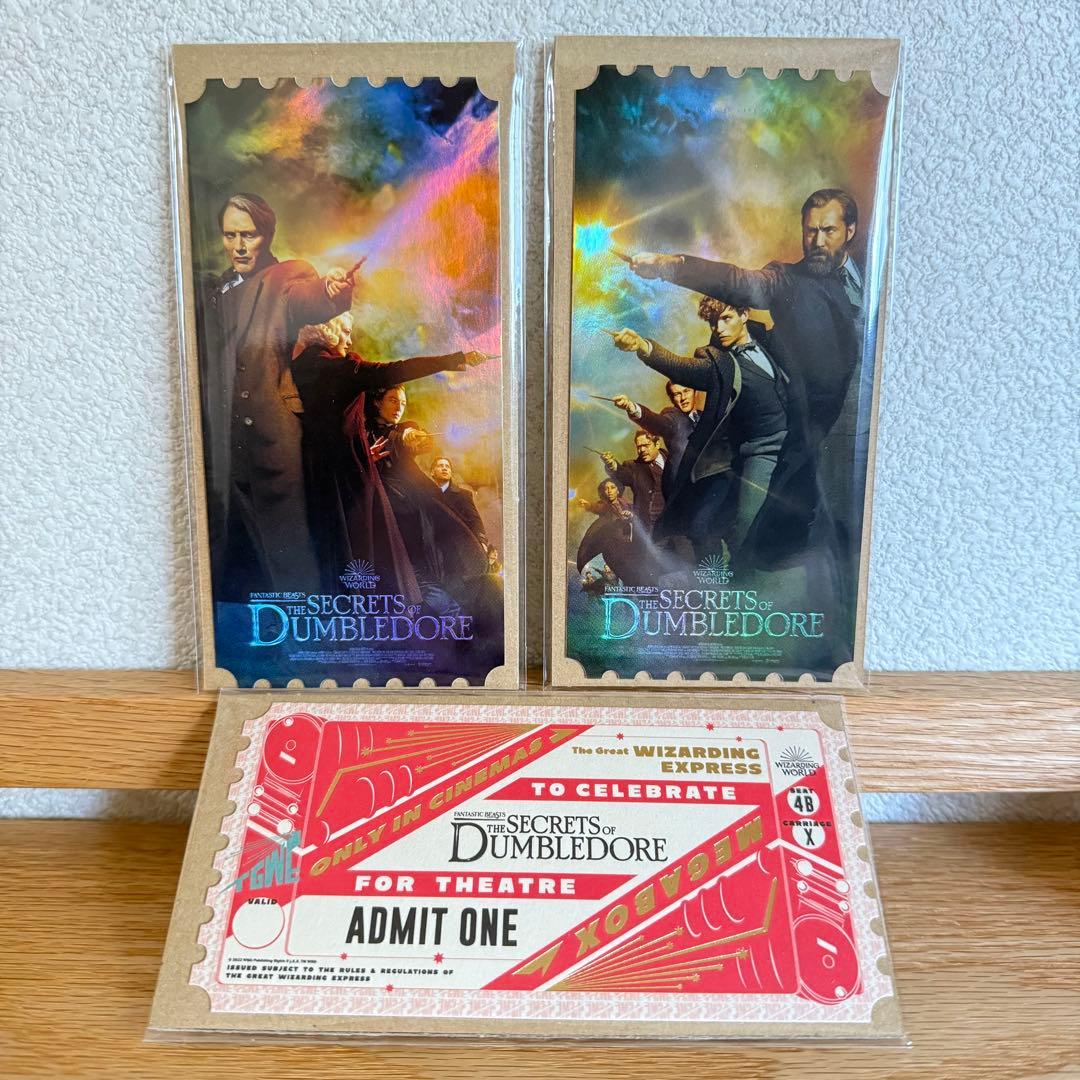 WIZARDING
WORLD
FANTASTIC BEASTS
THE SECRETS OF
DUMBLEDORE
WIZARDING
WORLD
FANTASTIC BEASTS
THE SECRETS OF
DUMBLEDORE
ONLY IN CINEMAS
The Great WIZARDING
EXPRESS
WIZARDING
WORLD
TO CELEBRATE
SEAT
4B
CARRIAGE
X
FANTASTIC BEASTS
THE SECRETS OF
DUMBLEDORE
MEGABOX
TGWE
FOR THEATRE
VALID
ADMIT ONE
ISSUED SUBJECT TO THE RULES & REGULATIONS OF
THE GREAT WIZARDING EXPRESS